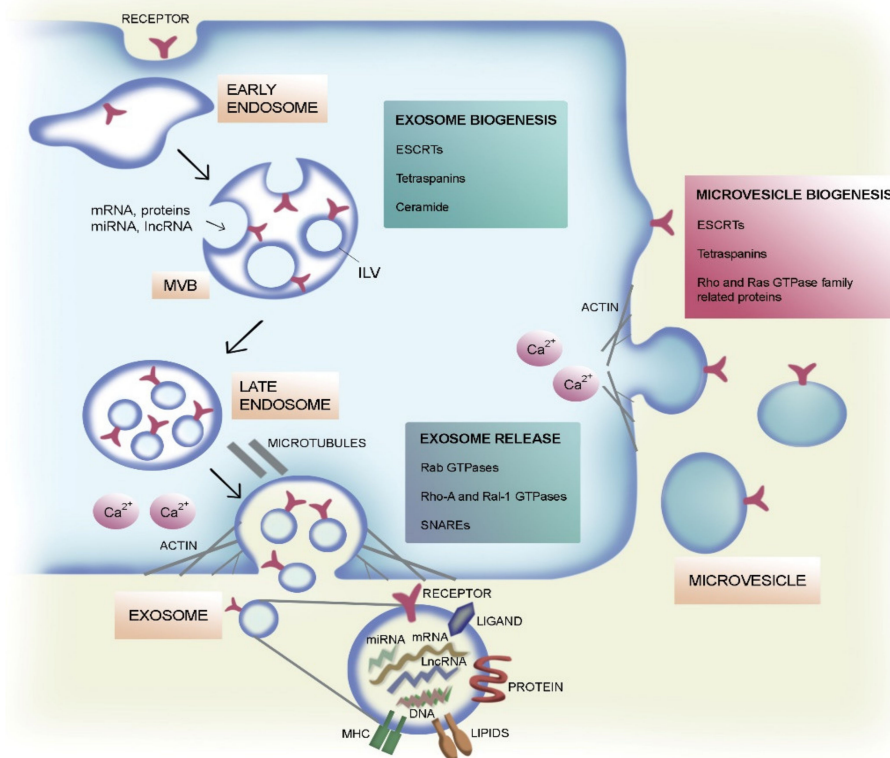 RECEPTOR
EARLY
ENDOSOME
EXOSOME BIOGENESIS
ESCRTs
Tetraspanins
Ceramide
mRNA, proteins
miRNA, lncRNA
ILV
MVB
MICROVESICLE BIOGENESIS
ESCRTs
Tetraspanins
Rho and Ras GTPase family
related proteins
ACTIN
Ca2+
Ca2+
LATE
ENDOSOME
MICROTUBULES
EXOSOME RELEASE
Rab GTPases
Rho-A and Ral-1 GTPases
SNAREs
Ca2+
Ca2+
ACTIN
MICROVESICLE
EXOSOME
RECEPTOR
LIGAND
miRNA
mRNA
LncRNA
PROTEIN
DNA
MHC
LIPIDS